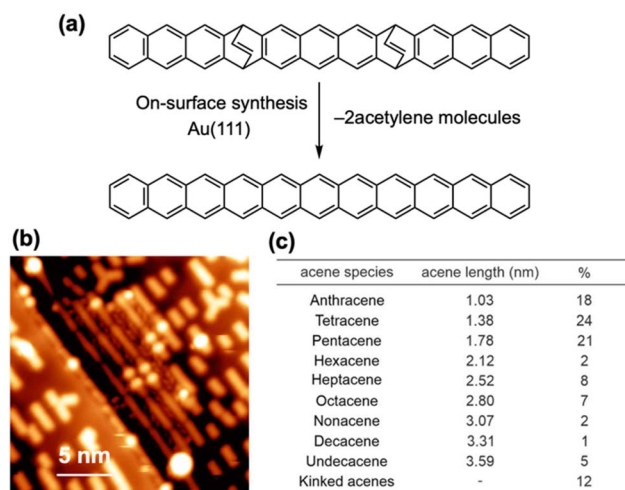 (a)
On-surface synthesis
Au(111)
–2acetylene molecules
(b)
5 nm
(c)
acene species acene length (nm) %
Anthracene 1.03 18
Tetracene 1.38 24
Pentacene 1.78 21
Hexacene 2.12 2
Heptacene 2.52 8
Octacene 2.80 7
Nonacene 3.07 2
Decacene 3.31 1
Undecacene 3.59 5
Kinked acenes - 12